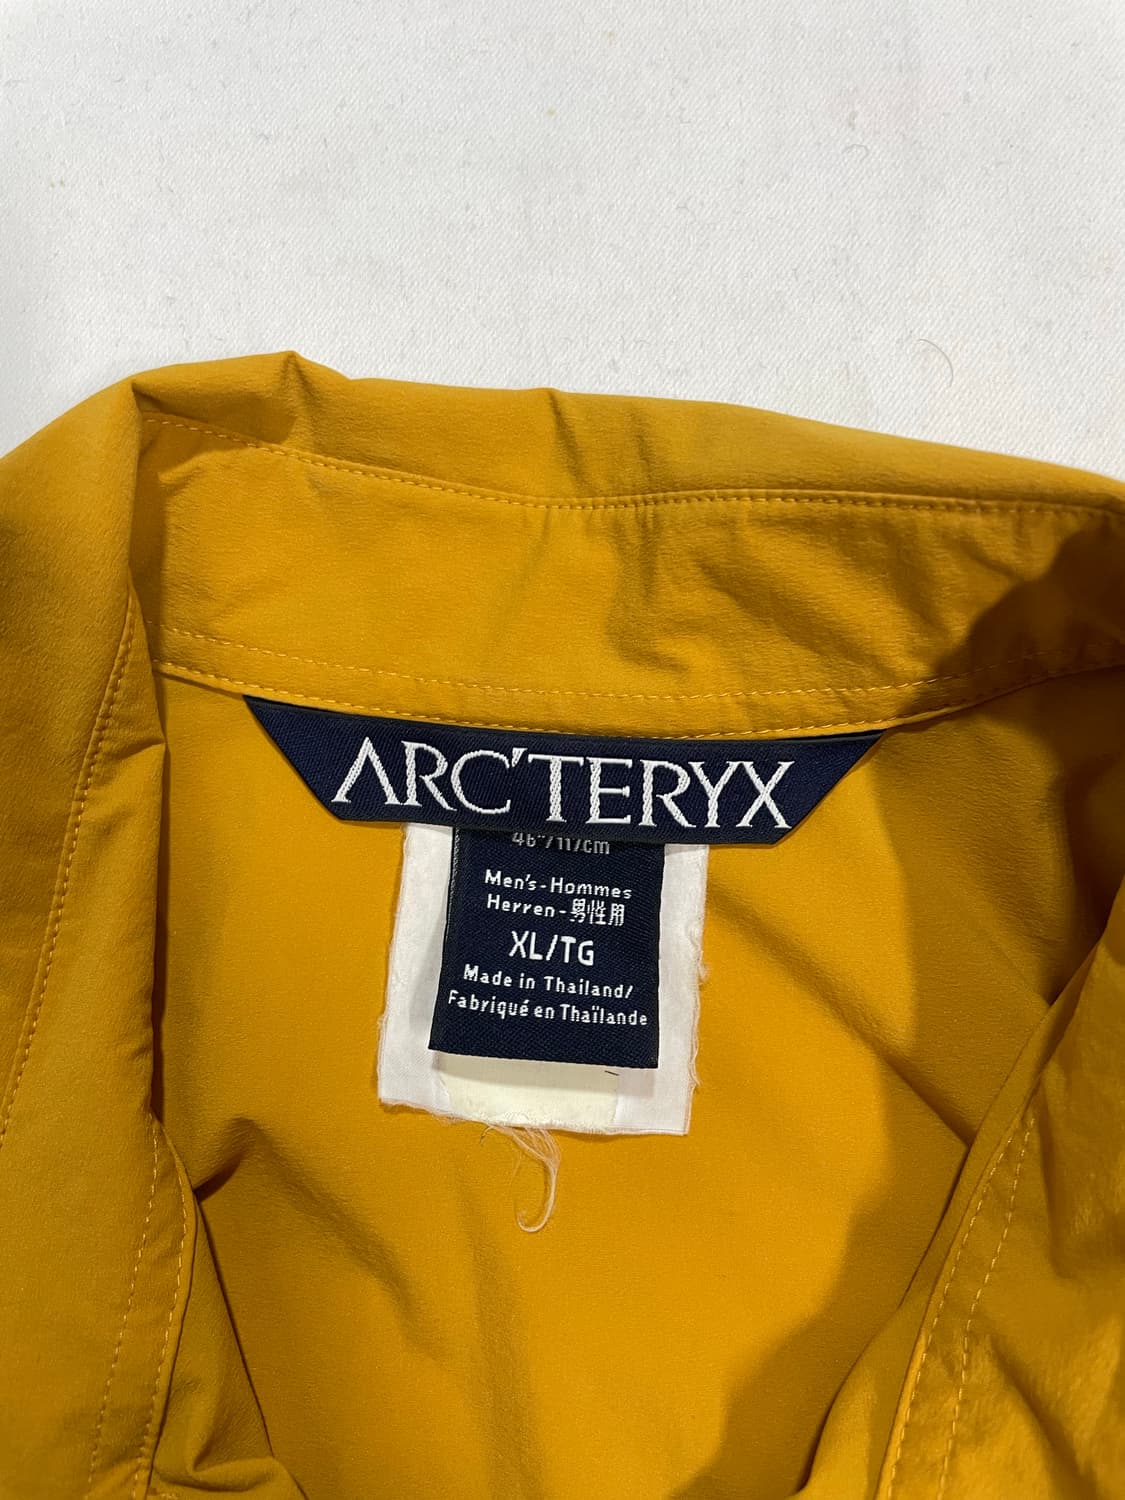 ARC'TERYX
46"/117cm
Men's-Hommes
Herren-男性用
XL/TG
Made in Thailand/
Fabriqué en Thaïlande